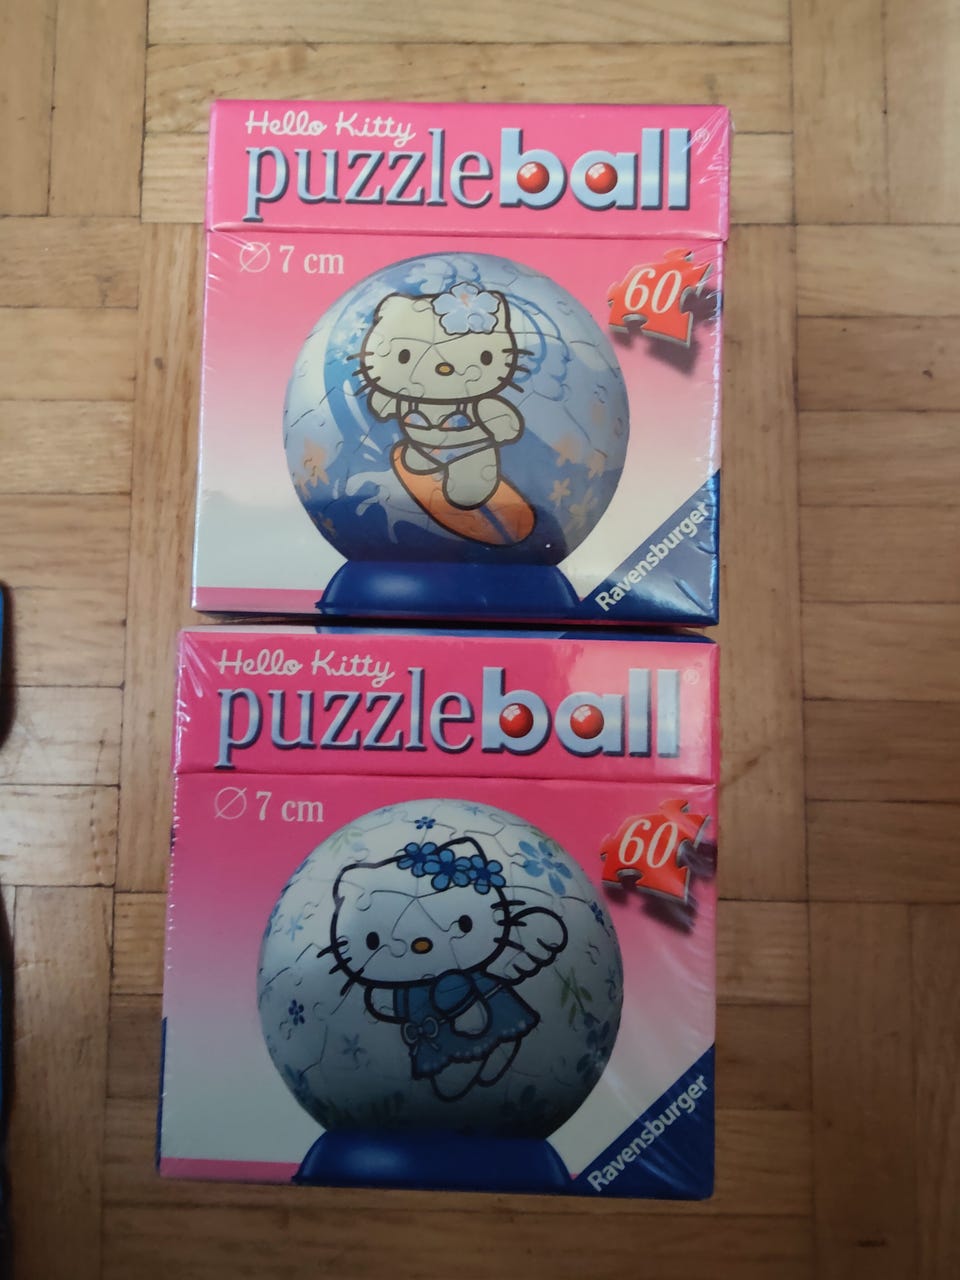 Hello Kitty
puzzleball®
Ø 7 cm
60
Ravensburger
Hello Kitty
puzzleball®
Ø 7 cm
60
Ravensburger